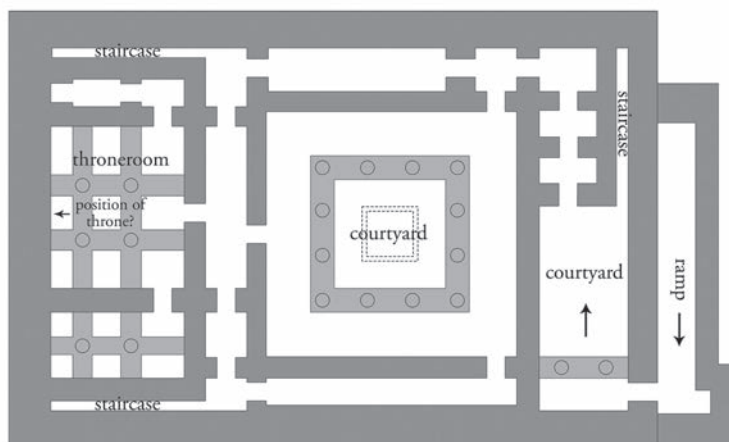 staircase
staircase
throneroom
position of
throne?
courtyard
courtyard
ramp
staircase